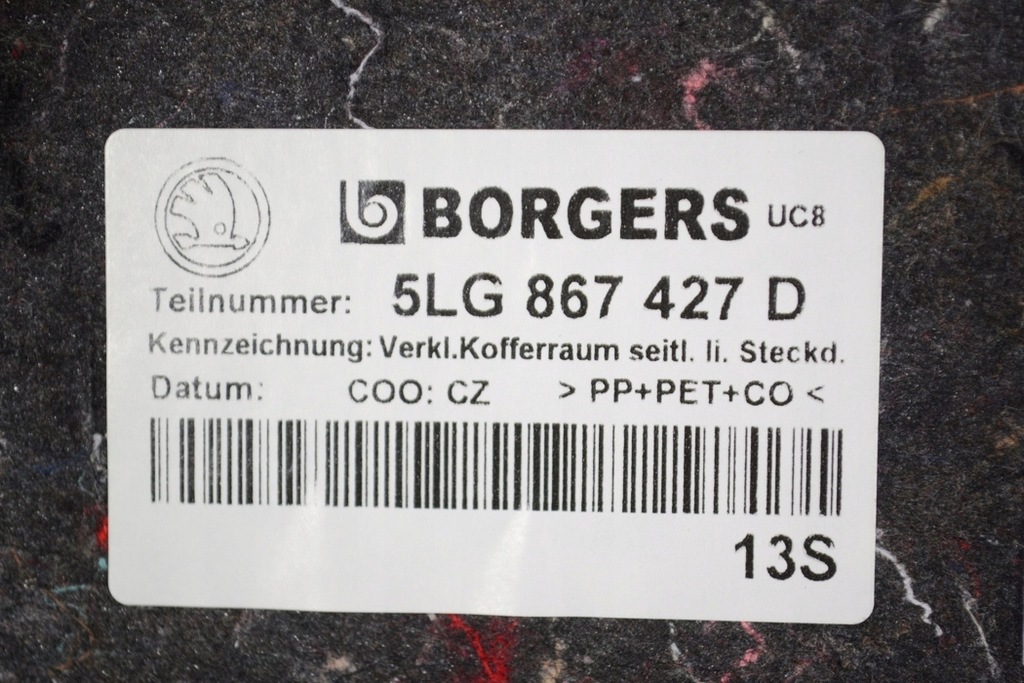 BORGERS UC8
Teilnummer: 5LG 867 427 D
Kennzeichnung: Verkl.Kofferraum seitl. li. Steckd.
Datum: COO: CZ > PP+PET+CO <
13S